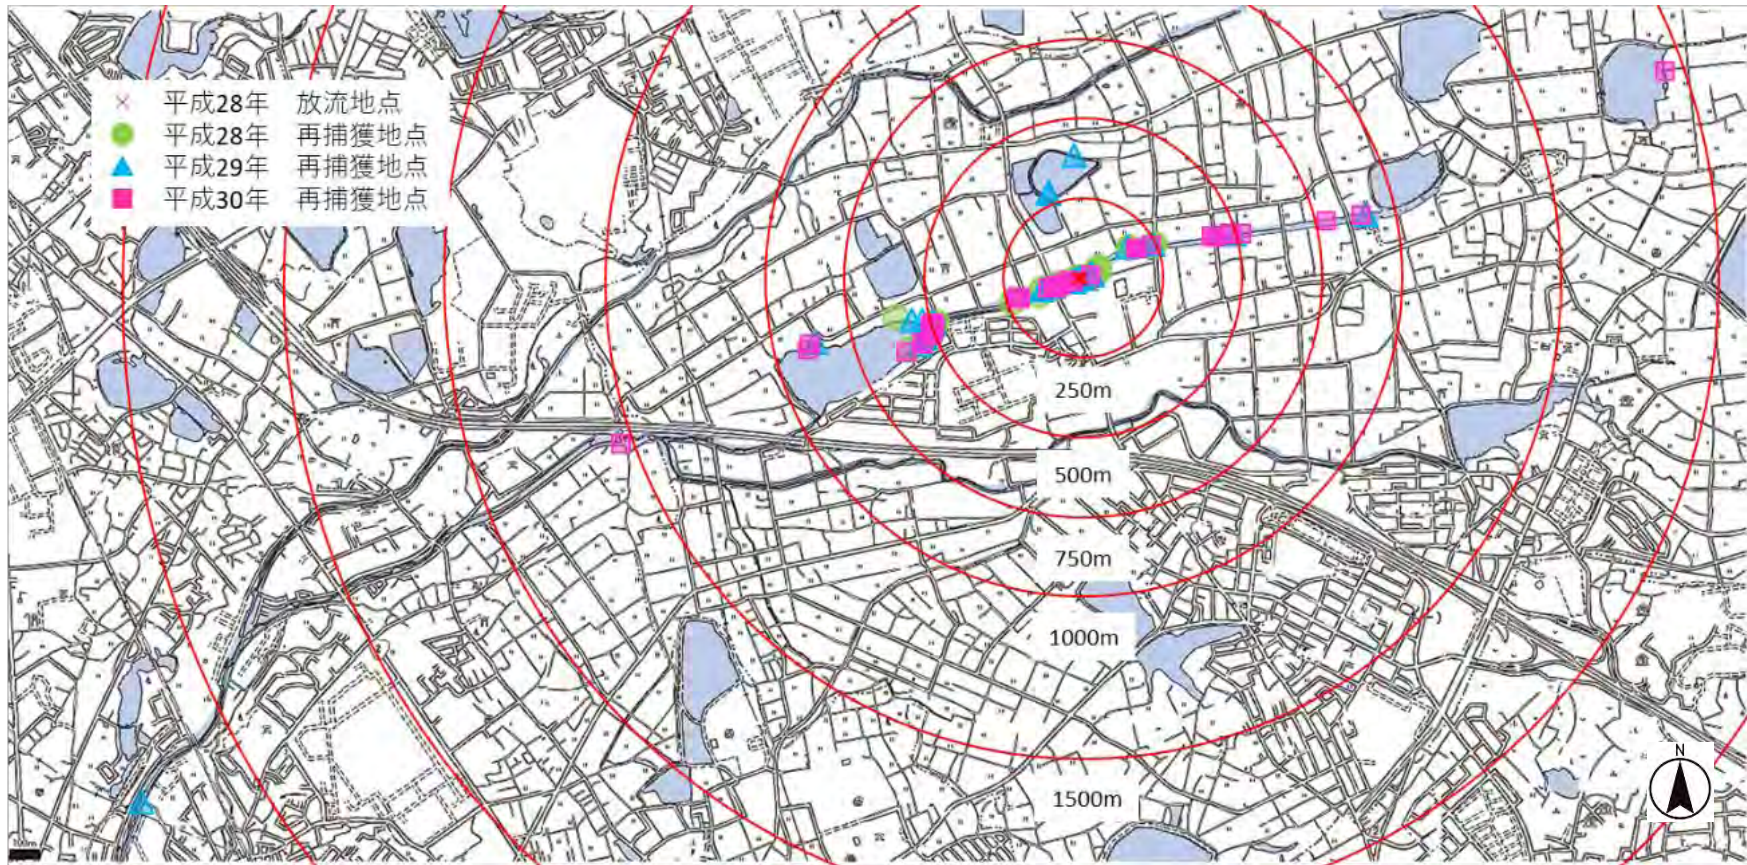 平成28年 放流地点
平成28年 再捕獲地点
平成29年 再捕獲地点
平成30年 再捕獲地点
250m
500m
750m
1000m
1500m
N
100m